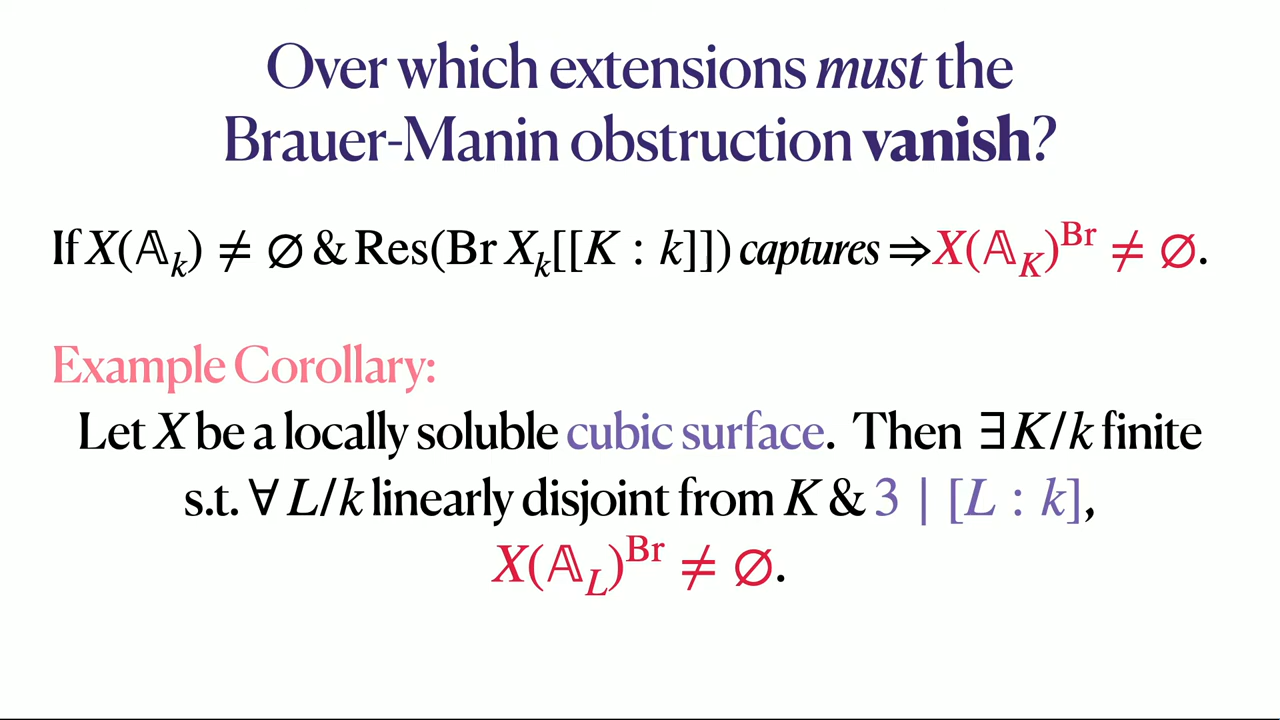 Over which extensions must the
Brauer-Manin obstruction vanish?
If X(𝔸_k) ≠ ∅ & Res(Br X_k[[K : k]]) captures ⇒ X(𝔸_K)^Br ≠ ∅.
Example Corollary:
Let X be a locally soluble cubic surface. Then ∃ K/k finite
s.t. ∀ L/k linearly disjoint from K & 3 | [L : k],
X(𝔸_L)^Br ≠ ∅.